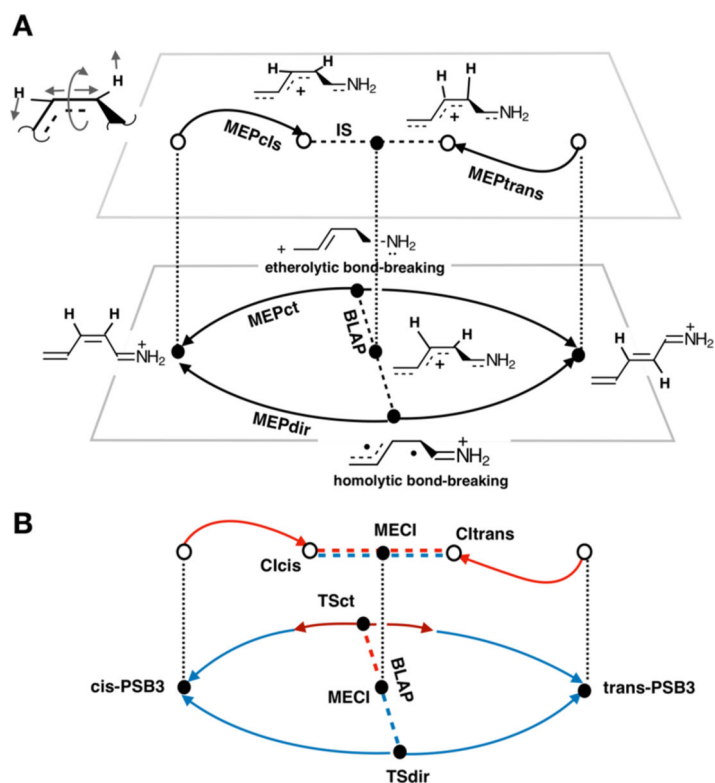 A
H
H
H
H
NH2
+
H
H
NH2
+
IS
MEPcis
MEPtrans
+
NH2
etherolytic bond-breaking
MEPct
BLAP
H
H
+
NH2
H
H
NH2
+
+
NH2
H
H
MEPdir
+
NH2
homolytic bond-breaking
B
MECI
CIcis
CItrans
TSct
BLAP
cis-PSB3
MECI
trans-PSB3
TSdir